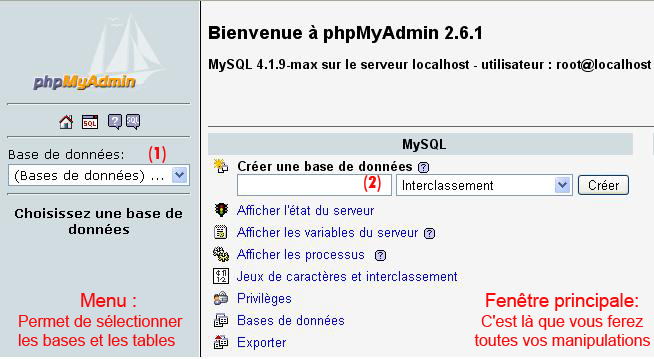 phpMyAdmin
SQL
?
SQL
Base de données: (1)
(Bases de données) ...
Choisissez une base de
données
Menu :
Permet de sélectionner
les bases et les tables
Bienvenue à phpMyAdmin 2.6.1
MySQL 4.1.9-max sur le serveur localhost - utilisateur : root@localhost
MySQL
Créer une base de données ?
(2) Interclassement Créer
Afficher l'état du serveur
Afficher les variables du serveur ?
Afficher les processus ?
Jeux de caractères et interclassement
Privilèges
Bases de données
Exporter
Fenêtre principale:
C'est là que vous ferez
toutes vos manipulations